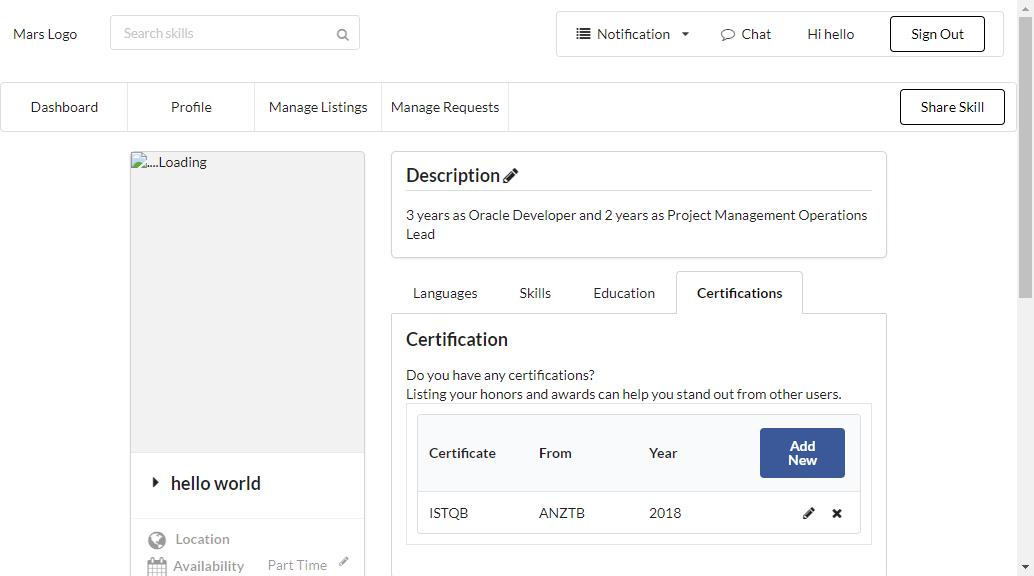 Mars Logo
Search skills
Notification
Chat
Hi hello
Sign Out
Dashboard
Profile
Manage Listings
Manage Requests
Share Skill
....Loading
hello world
Location
Availability
Part Time
Description
3 years as Oracle Developer and 2 years as Project Management Operations
Lead
Languages
Skills
Education
Certifications
Certification
Do you have any certifications?
Listing your honors and awards can help you stand out from other users.
Certificate
From
Year
Add
New
ISTQB
ANZTB
2018